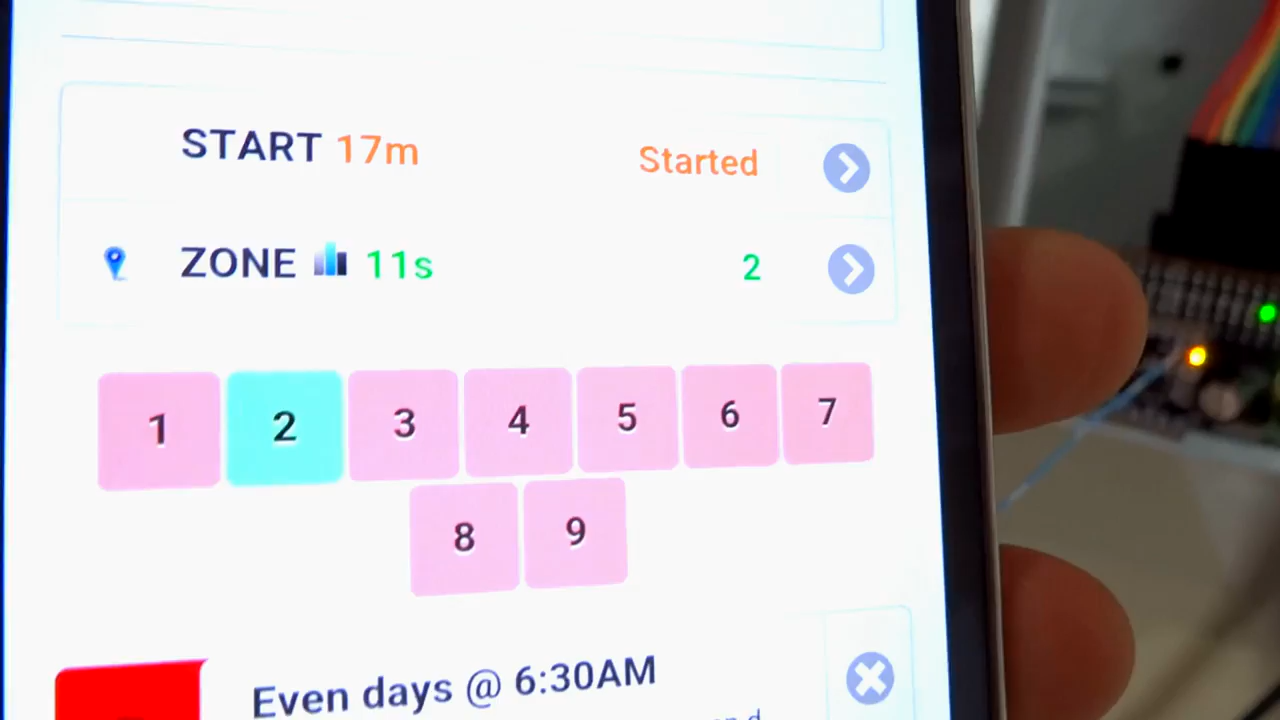 START 17m Started
ZONE 11s 2
1 2 3 4 5 6 7
8 9
Even days @ 6:30AM